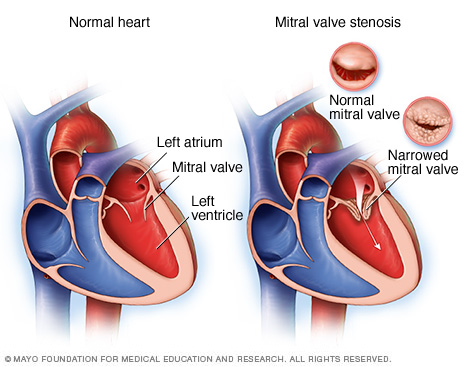 Normal heart
Mitral valve stenosis
Normal
mitral valve
Narrowed
mitral valve
Left atrium
Mitral valve
Left
ventricle
© MAYO FOUNDATION FOR MEDICAL EDUCATION AND RESEARCH. ALL RIGHTS RESERVED.